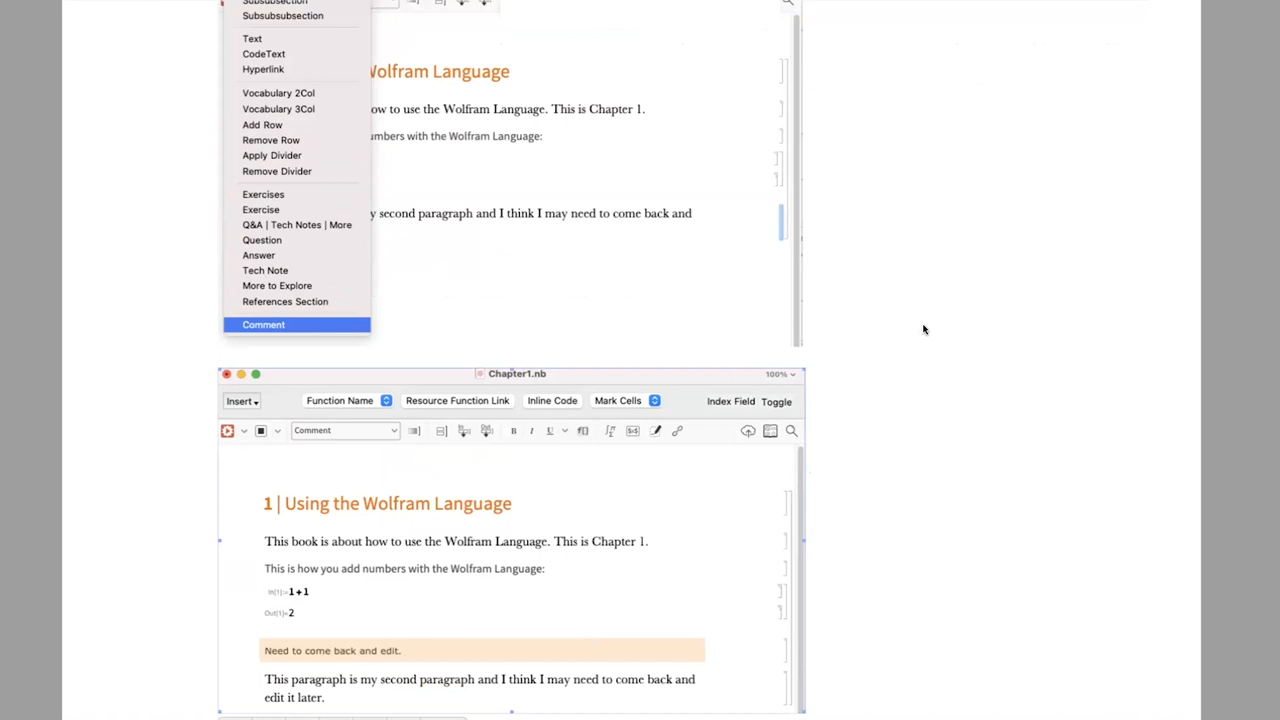 Subsubsection
Subsubsubsection
Text
CodeText
Wolfram Language
Hyperlink
Vocabulary 2Col
Vocabulary 3Col
ow to use the Wolfram Language. This is Chapter 1.
Add Row
Remove Row
umbers with the Wolfram Language:
Apply Divider
Remove Divider
Exercises
Exercise
y second paragraph and I think I may need to come back and
Q&A | Tech Notes | More
Question
Answer
Tech Note
More to Explore
References Section
Comment
Chapter1.nb 100%
Insert Function Name Resource Function Link Inline Code Mark Cells Index Field Toggle
Comment B I U
1 | Using the Wolfram Language
This book is about how to use the Wolfram Language. This is Chapter 1.
This is how you add numbers with the Wolfram Language:
In[1]:= 1 + 1
Out[1]= 2
Need to come back and edit.
This paragraph is my second paragraph and I think I may need to come back and
edit it later.